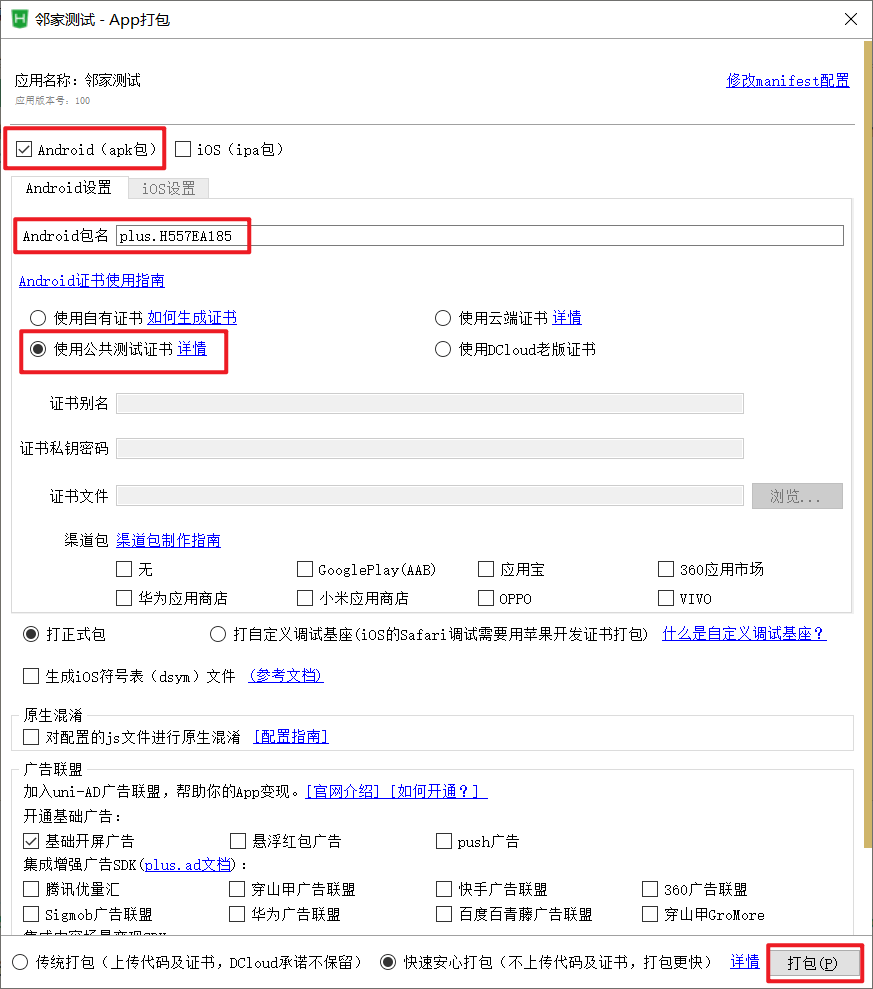 邻家测试 - App打包
应用名称：邻家测试
修改manifest配置
应用版本号：100
Android（apk包） iOS（ipa包）
Android设置 iOS设置
Android包名 plus.H557EA185
Android证书使用指南
使用自有证书 如何生成证书 使用云端证书 详情
使用公共测试证书 详情 使用DCloud老版证书
证书别名
证书私钥密码
证书文件 浏览...
渠道包 渠道包制作指南
无 GooglePlay(AAB) 应用宝 360应用市场
华为应用商店 小米应用商店 OPPO VIVO
打正式包 打自定义调试基座(iOS的Safari调试需要用苹果开发证书打包) 什么是自定义调试基座？
生成iOS符号表（dsym）文件 (参考文档)
原生混淆
对配置的js文件进行原生混淆 [配置指南]
广告联盟
加入uni-AD广告联盟，帮助你的App变现。[官网介绍] [如何开通？]
开通基础广告：
基础开屏广告 悬浮红包广告 push广告
集成增强广告SDK(plus.ad文档)：
腾讯优量汇 穿山甲广告联盟 快手广告联盟 360广告联盟
Sigmob广告联盟 华为广告联盟 百度百青藤广告联盟 穿山甲GroMore
传统打包（上传代码及证书，DCloud承诺不保留） 快速安心打包（不上传代码及证书，打包更快） 详情 打包(P)